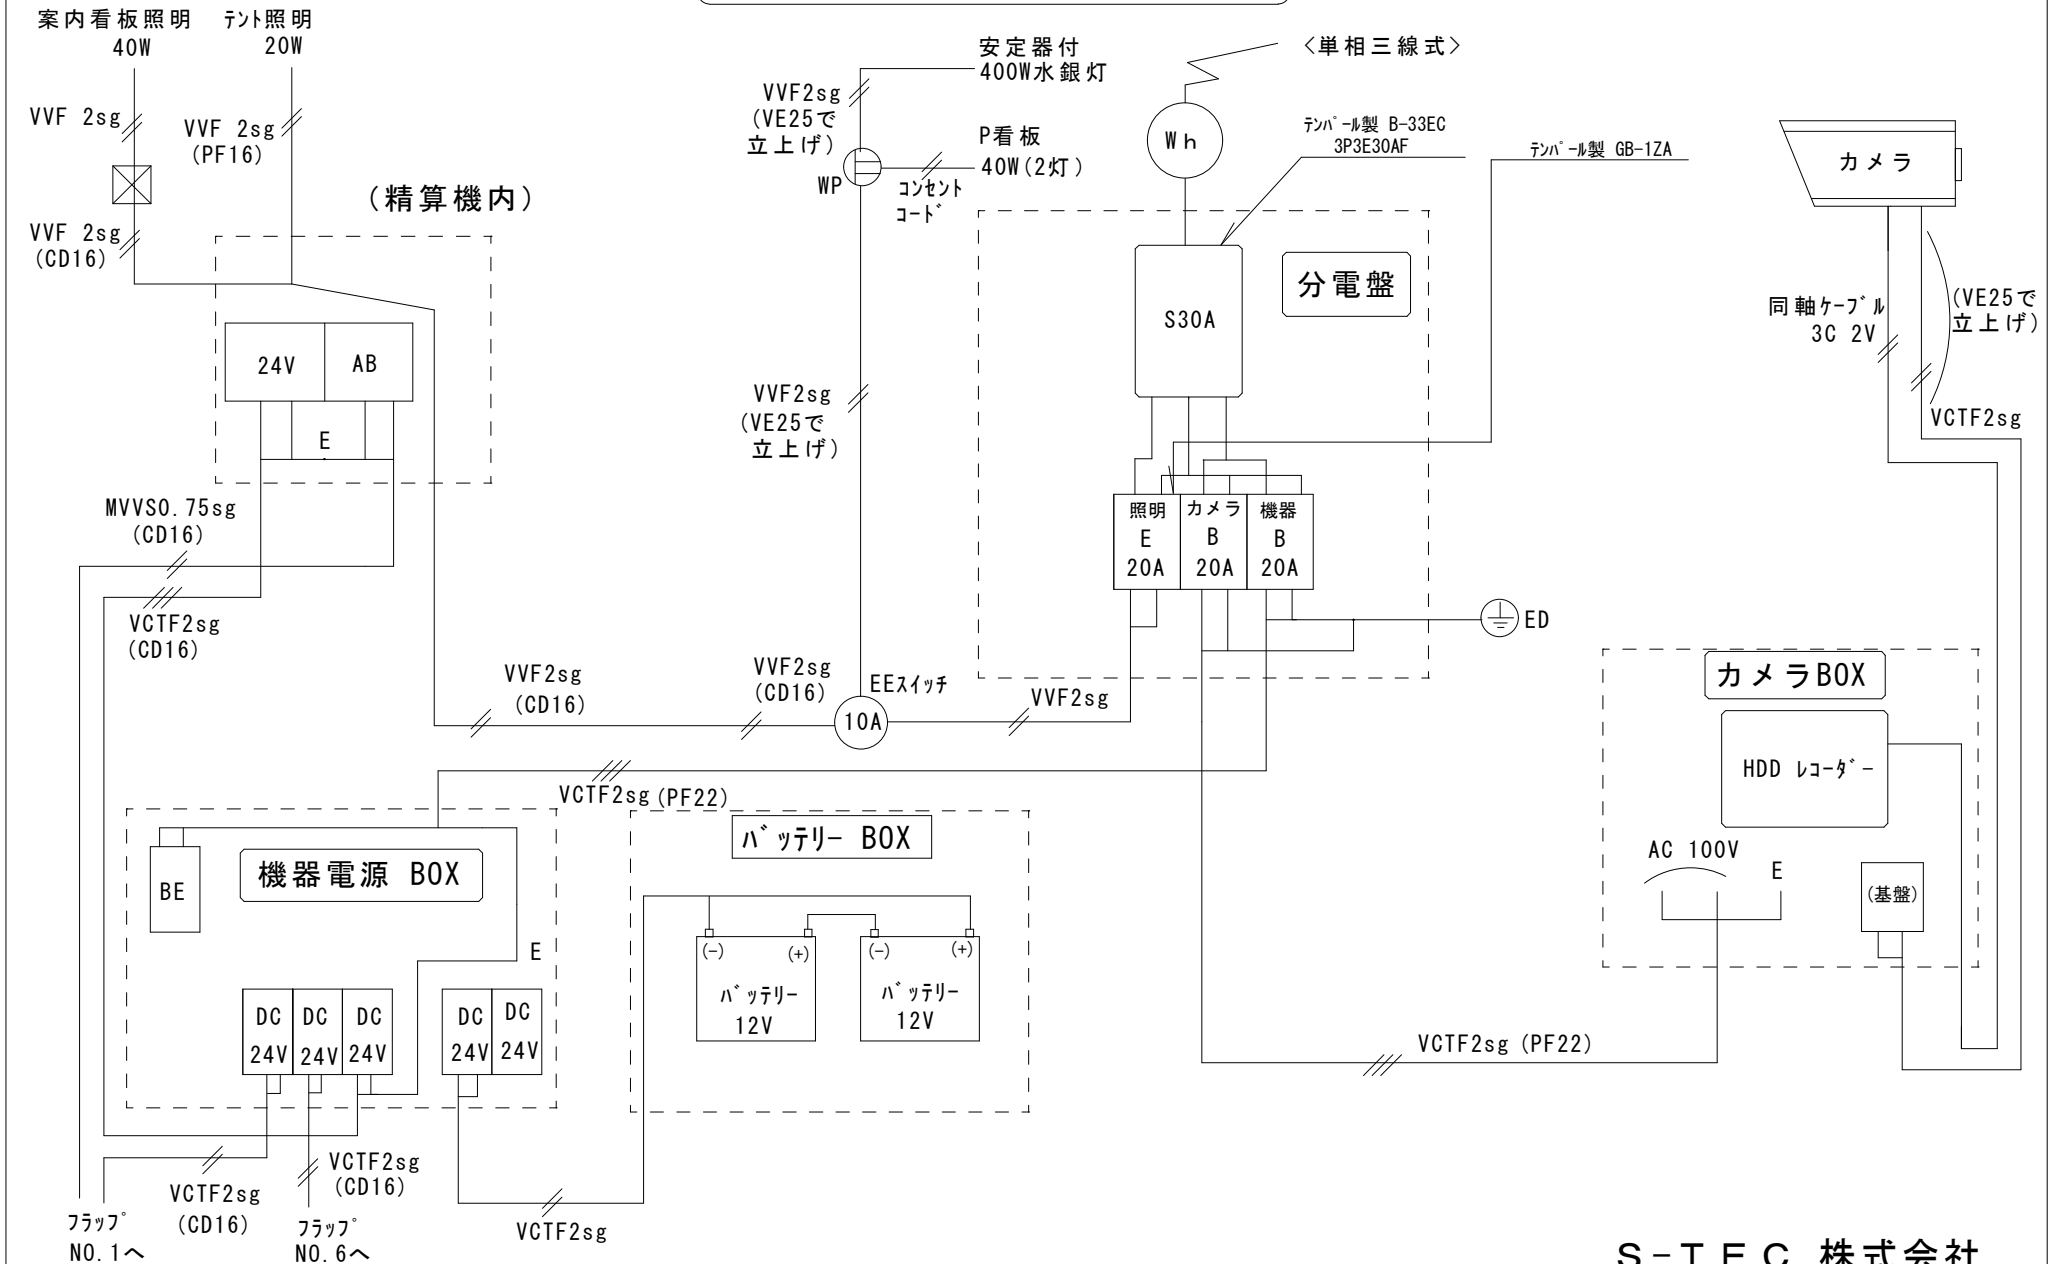 案内看板照明
40W
テント照明
20W
VVF 2sg
VVF 2sg
(PF16)
VVF 2sg
(CD16)
(精算機内)
24V
AB
E
MVVS0.75sg
(CD16)
VCTF2sg
(CD16)
安定器付
400W水銀灯
VVF2sg
(VE25で
立上げ)
WP
P看板
40W(2灯)
コンセント
コード
VVF2sg
(VE25で
立上げ)
<単相三線式>
Wh
テンパール製 B-33EC
3P3E30AF
テンパール製 GB-1ZA
分電盤
S30A
照明
E
20A
カメラ
B
20A
機器
B
20A
ED
カメラ
同軸ケーブル
3C 2V
(VE25で
立上げ)
VCTF2sg
VVF2sg
(CD16)
VVF2sg
(CD16)
EEスイッチ
10A
VVF2sg
VCTF2sg(PF22)
カメラBOX
HDD レコーダー
AC 100V
E
(基盤)
機器電源 BOX
BE
E
DC
24V
DC
24V
DC
24V
DC
24V
DC
24V
バッテリー BOX
(-)
(+)
(-)
(+)
バッテリー
12V
バッテリー
12V
VCTF2sg (PF22)
VCTF2sg
(CD16)
VCTF2sg
(CD16)
VCTF2sg
フラップ
NO.1へ
フラップ
NO.6へ
S-TEC 株式会社